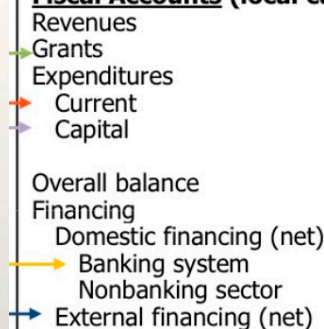 Fiscal Accounts (local c
Revenues
Grants
Expenditures
Current
Capital
Overall balance
Financing
Domestic financing (net)
Banking system
Nonbanking sector
External financing (net)